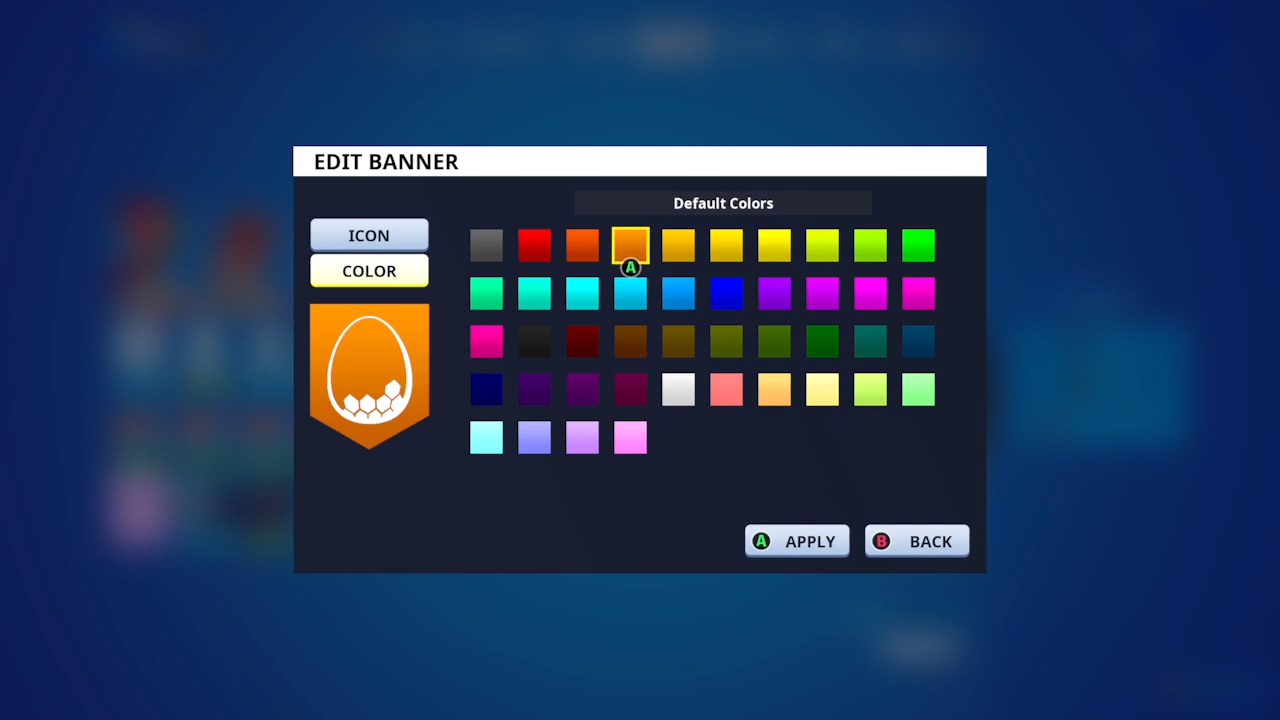 EDIT BANNER
Default Colors
ICON
COLOR
A
A APPLY
B BACK